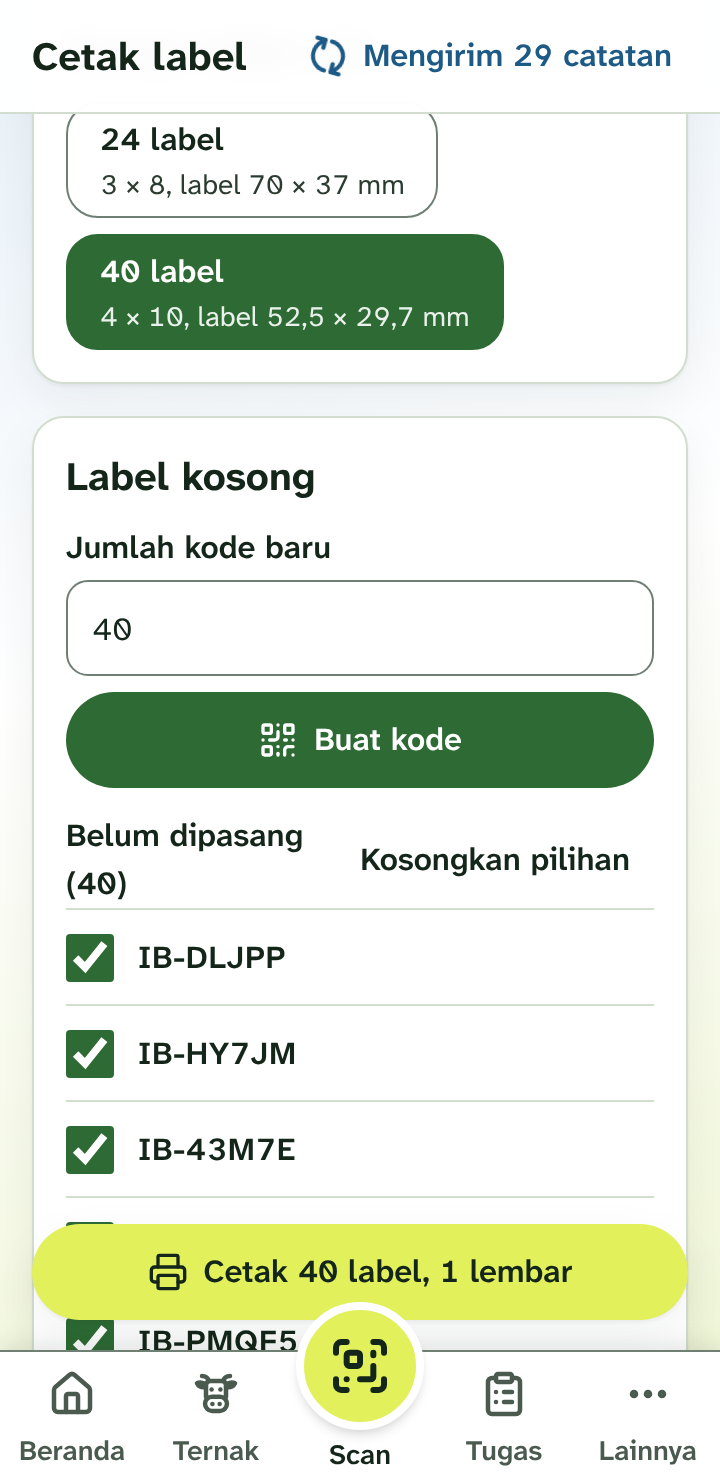 Cetak label
Mengirim 29 catatan
24 label
3 × 8, label 70 × 37 mm
40 label
4 × 10, label 52,5 × 29,7 mm
Label kosong
Jumlah kode baru
40
Buat kode
Belum dipasang
(40)
Kosongkan pilihan
IB-DLJPP
IB-HY7JM
IB-43M7E
Cetak 40 label, 1 lembar
IB-PMQF5
Beranda
Ternak
Scan
Tugas
Lainnya